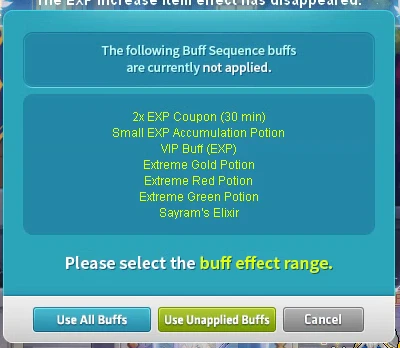 The EXP increase item effect has disappeared.
The following Buff Sequence buffs
are currently not applied.
2x EXP Coupon (30 min)
Small EXP Accumulation Potion
VIP Buff (EXP)
Extreme Gold Potion
Extreme Red Potion
Extreme Green Potion
Sayram's Elixir
Please select the buff effect range.
Use All Buffs
Use Unapplied Buffs
Cancel